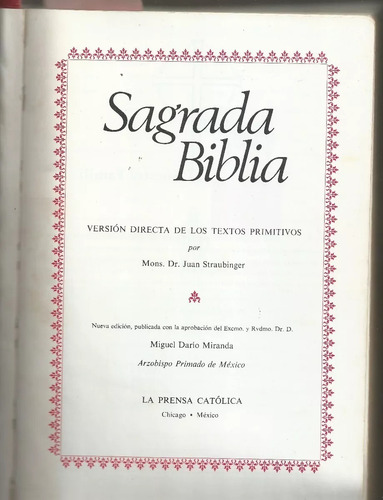 Sagrada
Biblia
VERSIÓN DIRECTA DE LOS TEXTOS PRIMITIVOS
por
Mons. Dr. Juan Straubinger
Nueva edición, publicada con la aprobación del Excmo. y Rvdmo. Dr. D.
Miguel Darío Miranda
Arzobispo Primado de México
LA PRENSA CATÓLICA
Chicago • México